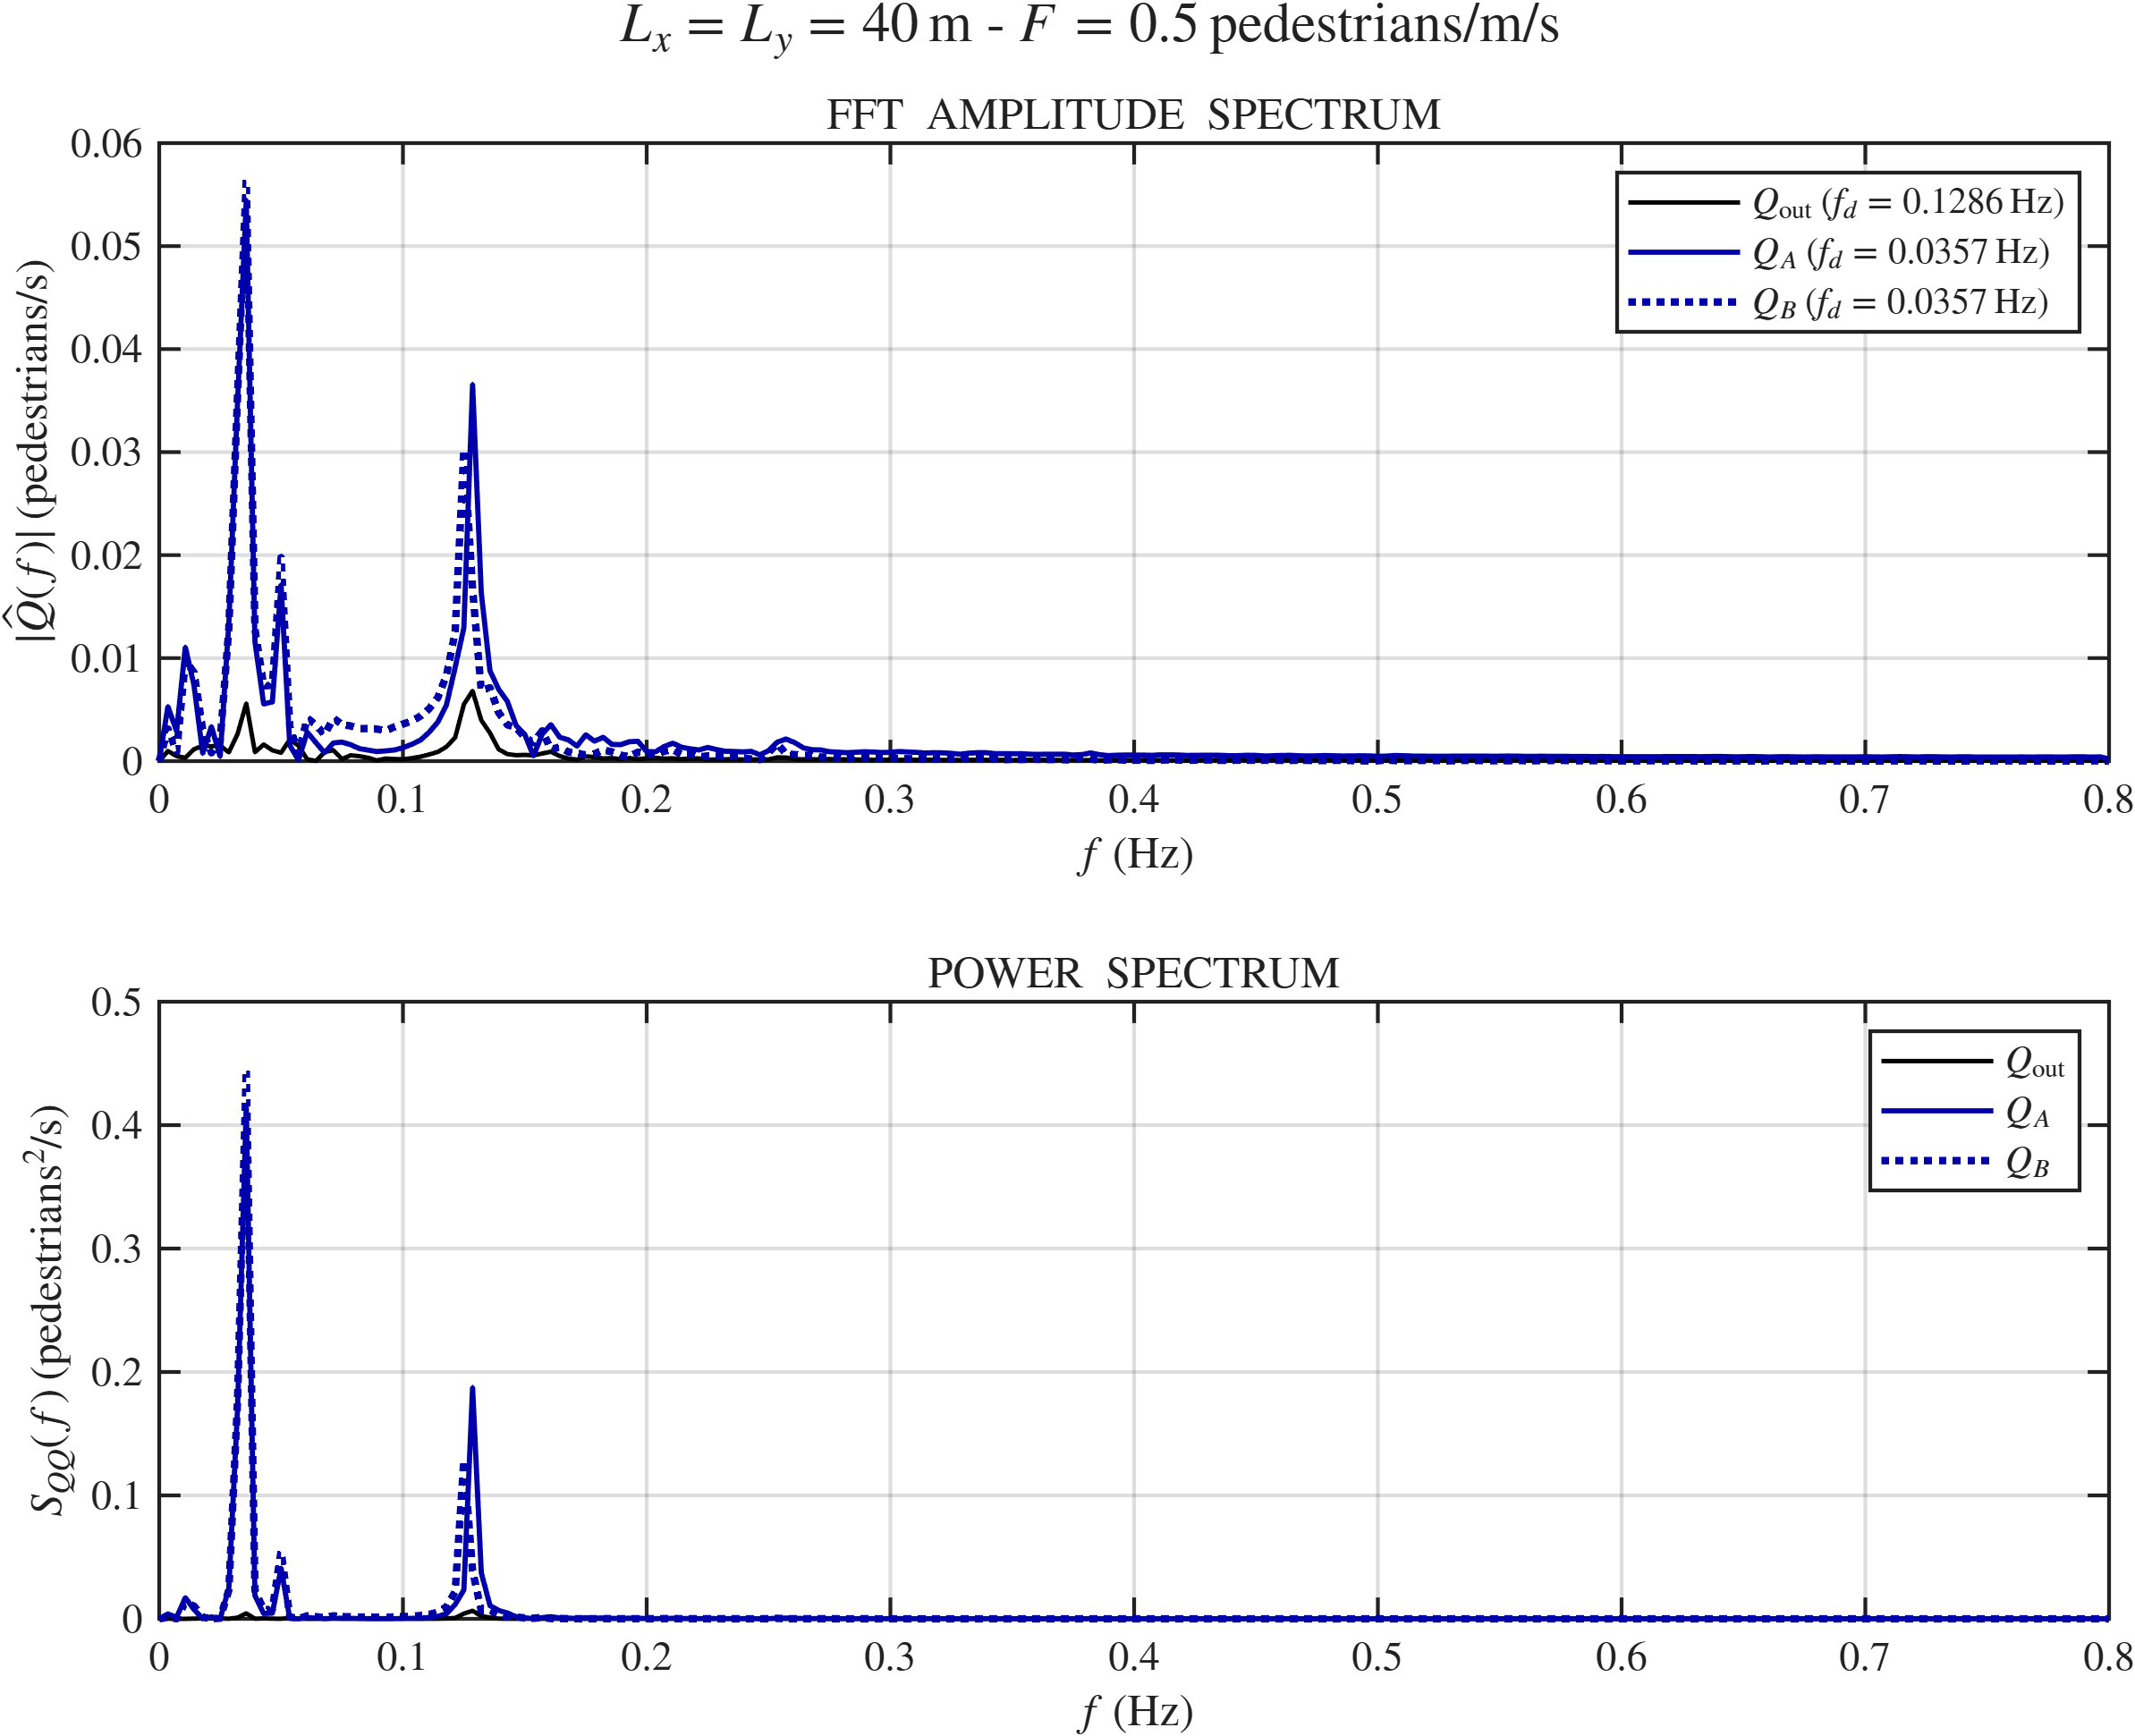 Lx = Ly = 40 m - F = 0.5 pedestrians/m/s
FFT AMPLITUDE SPECTRUM
|Q̂(f)| (pedestrians/s)
0.06
0.05
0.04
0.03
0.02
0.01
0
Qout (fd = 0.1286 Hz)
QA (fd = 0.0357 Hz)
QB (fd = 0.0357 Hz)
0 0.1 0.2 0.3 0.4 0.5 0.6 0.7 0.8
f (Hz)
POWER SPECTRUM
SQQ(f) (pedestrians²/s)
0.5
0.4
0.3
0.2
0.1
0
Qout
QA
QB
0 0.1 0.2 0.3 0.4 0.5 0.6 0.7 0.8
f (Hz)